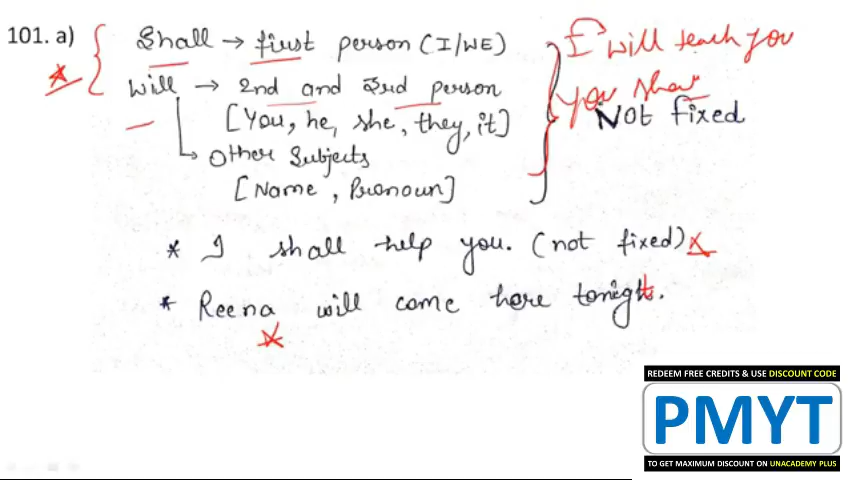 101. a) Shall → first person (I/WE)
Will → 2nd and 3rd person
[You, he, she, they, it]
Other Subjects
[Name, Pronoun]
I will teach you
You shar
NOt fixed
* I shall help you. (not fixed)
* Reena will come here tonight.
REDEEM FREE CREDITS & USE DISCOUNT CODE
PMYT
TO GET MAXIMUM DISCOUNT ON UNACADEMY PLUS